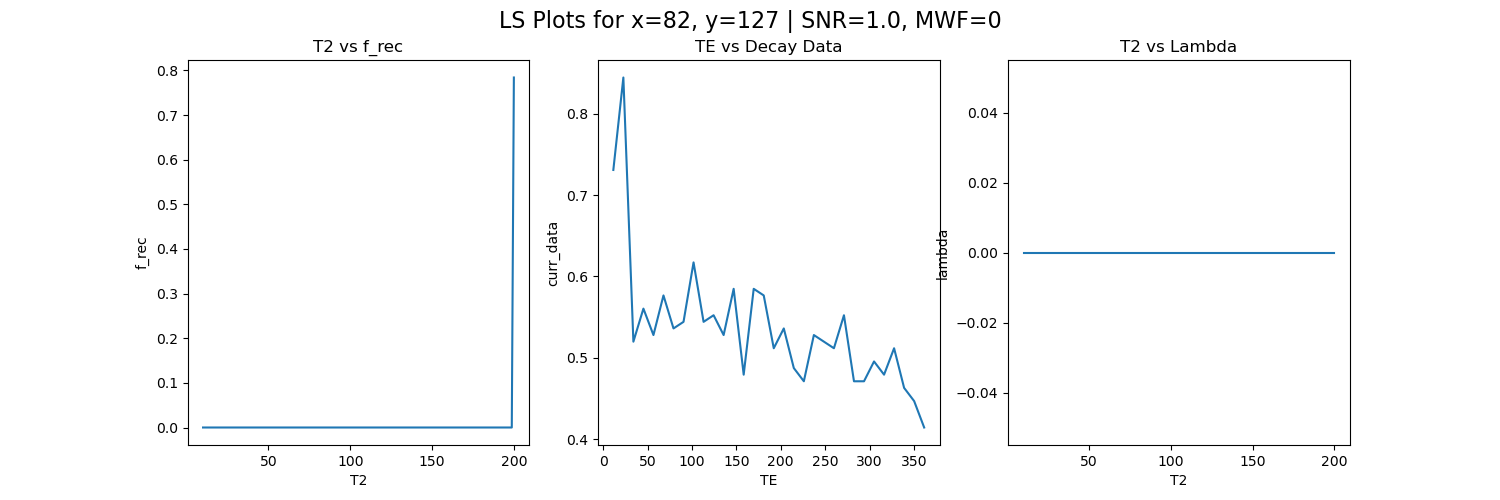 LS Plots for x=82, y=127 | SNR=1.0, MWF=0
T2 vs f_rec
0.8
0.7
0.6
0.5
0.4
0.3
0.2
0.1
0.0
f_rec
50 100 150 200
T2
TE vs Decay Data
0.8
0.7
0.6
0.5
0.4
curr_data
0 50 100 150 200 250 300 350
TE
T2 vs Lambda
0.04
0.02
0.00
−0.02
−0.04
lambda
50 100 150 200
T2